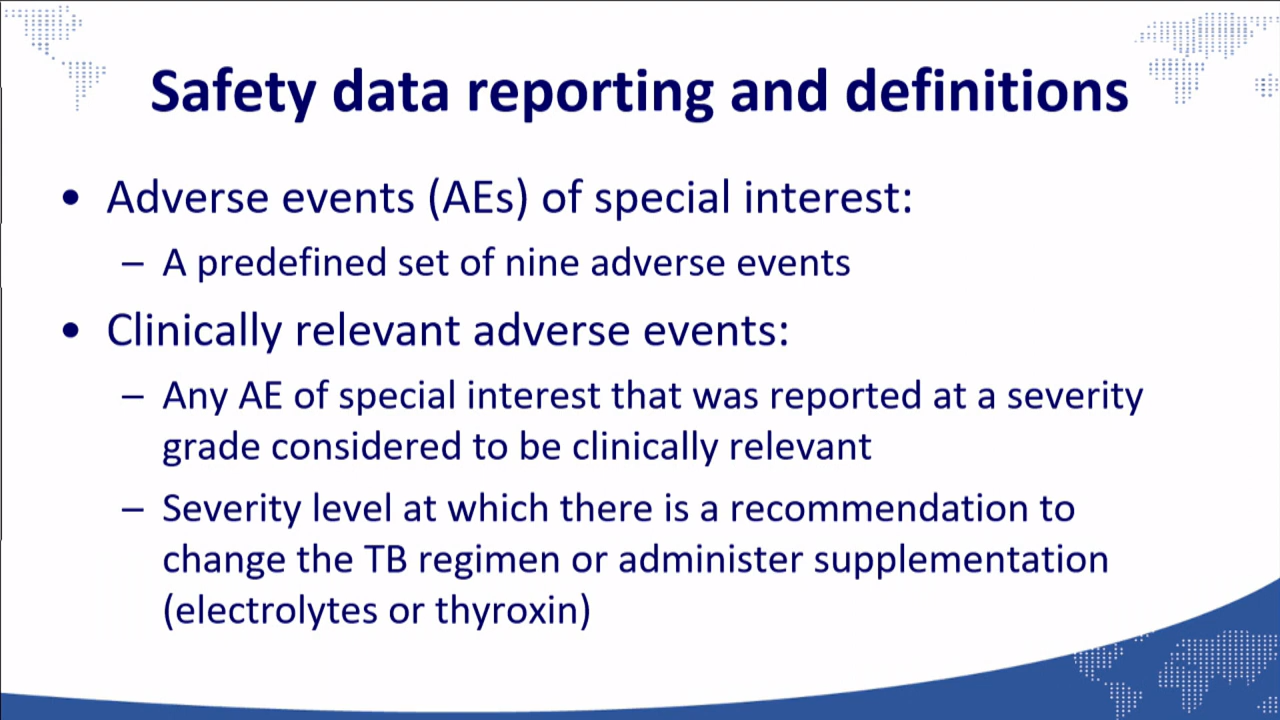 Safety data reporting and definitions
• Adverse events (AEs) of special interest:
– A predefined set of nine adverse events
• Clinically relevant adverse events:
– Any AE of special interest that was reported at a severity
grade considered to be clinically relevant
– Severity level at which there is a recommendation to
change the TB regimen or administer supplementation
(electrolytes or thyroxin)